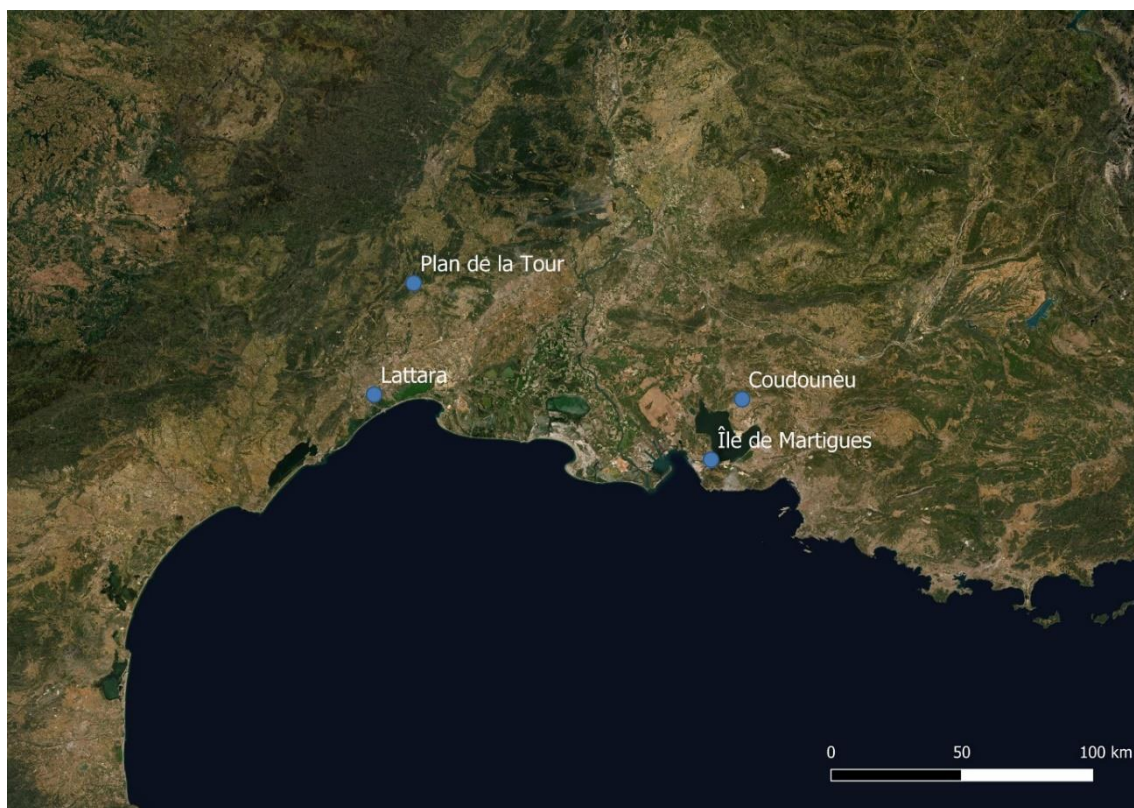 Plan de la Tour
Lattara
Coudounèu
Île de Martigues
0 50 100 km